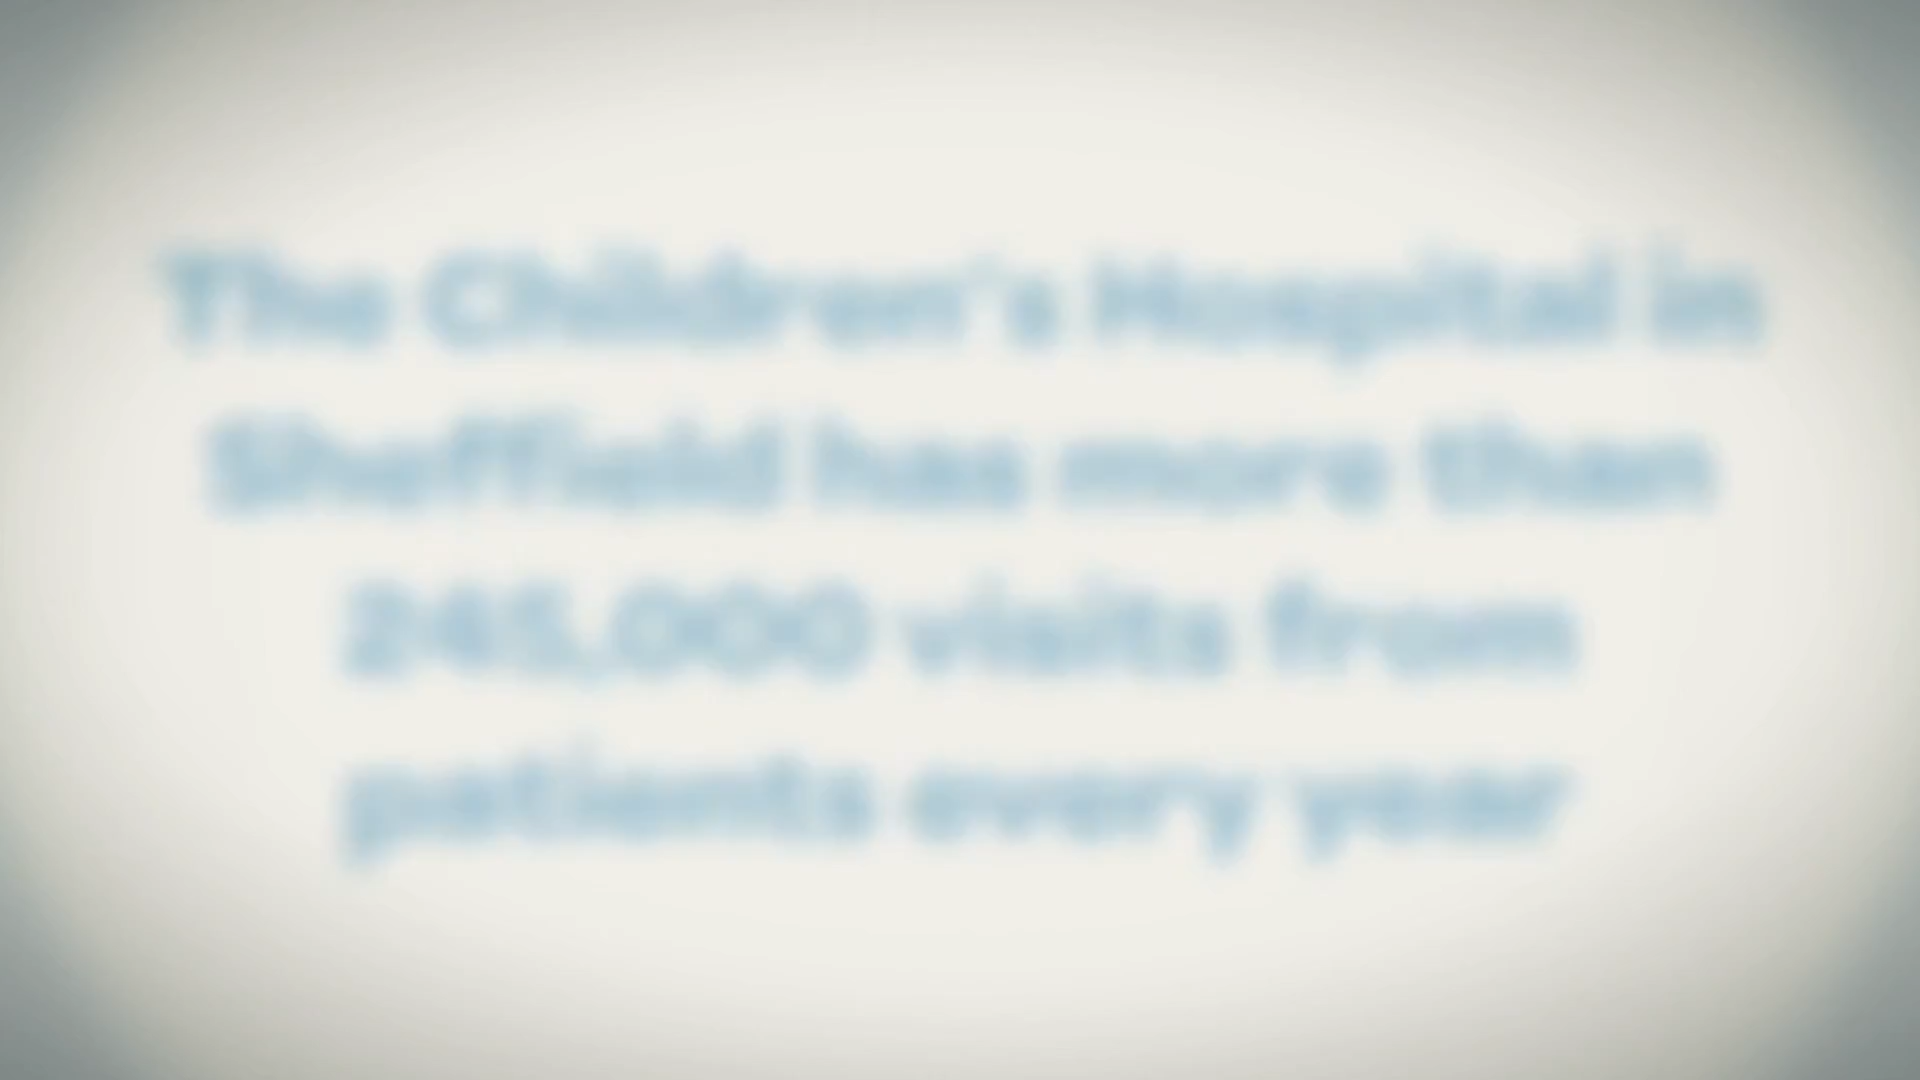 The Children's Hospital in
Sheffield has more than
245,000 visits from
patients every year